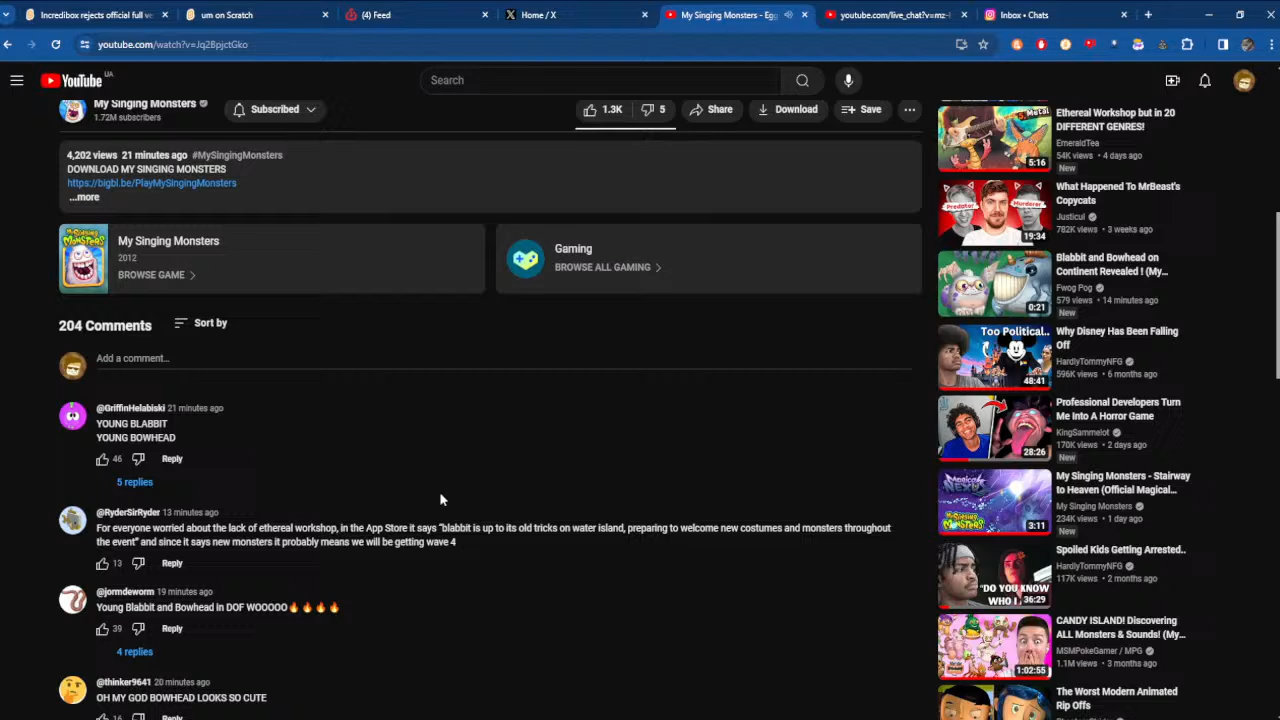 Incredibox rejects official full ve
um on Scratch
(4) Feed
Home / X
My Singing Monsters - Egg
youtube.com/live_chat?v=mz-
Inbox • Chats
youtube.com/watch?v=Jq2BpjctGko
YouTube UA
Search
My Singing Monsters
1.72M subscribers
Subscribed
1.3K
5
Share
Download
Save
4,202 views 21 minutes ago #MySingingMonsters
DOWNLOAD MY SINGING MONSTERS
https://bigbl.be/PlayMySingingMonsters
...more
My Singing Monsters
2012
BROWSE GAME
Gaming
BROWSE ALL GAMING
204 Comments
Sort by
Add a comment...
@GriffinHelabiski 21 minutes ago
YOUNG BLABBIT
YOUNG BOWHEAD
46
Reply
5 replies
@RyderSirRyder 13 minutes ago
For everyone worried about the lack of ethereal workshop, in the App Store it says “blabbit is up to its old tricks on water island, preparing to welcome new costumes and monsters throughout
the event” and since it says new monsters it probably means we will be getting wave 4
13
Reply
@jormdeworm 19 minutes ago
Young Blabbit and Bowhead in DOF WOOOOO🔥🔥🔥🔥
39
Reply
4 replies
@thinker9641 20 minutes ago
OH MY GOD BOWHEAD LOOKS SO CUTE
16
Reply
5:16
Ethereal Workshop but in 20
DIFFERENT GENRES!
EmeraldTea
54K views • 4 days ago
New
Predator
Murderer
19:34
What Happened To MrBeast's
Copycats
Justicul
782K views • 3 weeks ago
0:21
Blabbit and Bowhead on
Continent Revealed ! (My...
Fwog Pog
579 views • 14 minutes ago
New
Too Political..
48:41
Why Disney Has Been Falling
Off
HardlyTommyNFG
596K views • 6 months ago
28:26
Professional Developers Turn
Me Into A Horror Game
KingSammelot
170K views • 2 days ago
New
3:11
My Singing Monsters - Stairway
to Heaven (Official Magical...
My Singing Monsters
234K views • 1 day ago
New
"DO YOU KNOW
WHO I
36:29
Spoiled Kids Getting Arrested..
HardlyTommyNFG
117K views • 2 months ago
1:02:55
CANDY ISLAND! Discovering
ALL Monsters & Sounds! (My...
MSMPokeGamer / MPG
1.1M views • 3 months ago
The Worst Modern Animated
Rip Offs